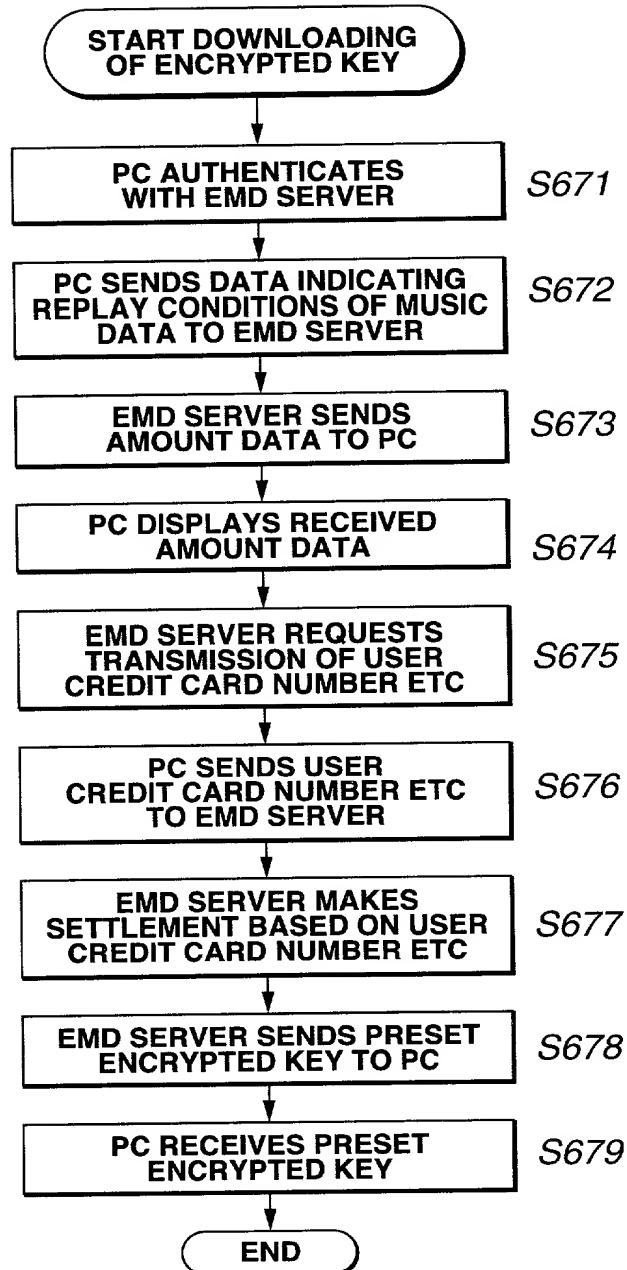 START DOWNLOADING
OF ENCRYPTED KEY
PC AUTHENTICATES
WITH EMD SERVER
S671
PC SENDS DATA INDICATING
REPLAY CONDITIONS OF MUSIC
DATA TO EMD SERVER
S672
EMD SERVER SENDS
AMOUNT DATA TO PC
S673
PC DISPLAYS RECEIVED
AMOUNT DATA
S674
EMD SERVER REQUESTS
TRANSMISSION OF USER
CREDIT CARD NUMBER ETC
S675
PC SENDS USER
CREDIT CARD NUMBER ETC
TO EMD SERVER
S676
EMD SERVER MAKES
SETTLEMENT BASED ON USER
CREDIT CARD NUMBER ETC
S677
EMD SERVER SENDS PRESET
ENCRYPTED KEY TO PC
S678
PC RECEIVES PRESET
ENCRYPTED KEY
S679
END